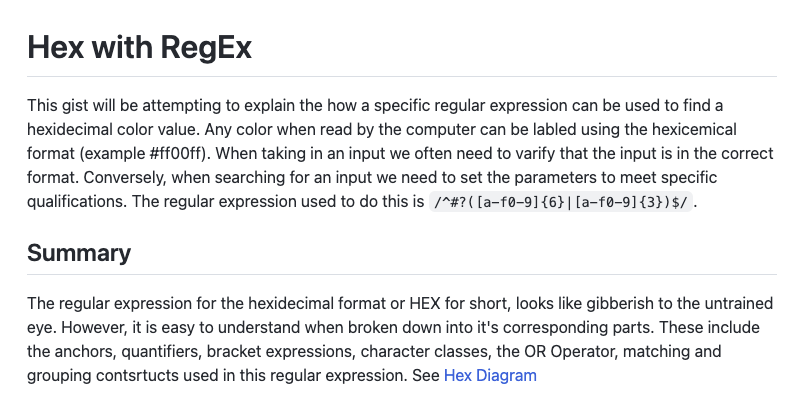 Hex with RegEx
This gist will be attempting to explain the how a specific regular expression can be used to find a
hexidecimal color value. Any color when read by the computer can be labled using the hexicemical
format (example #ff00ff). When taking in an input we often need to varify that the input is in the correct
format. Conversely, when searching for an input we need to set the parameters to meet specific
qualifications. The regular expression used to do this is /^#?([a-f0-9]{6}|[a-f0-9]{3})$/.
Summary
The regular expression for the hexidecimal format or HEX for short, looks like gibberish to the untrained
eye. However, it is easy to understand when broken down into it's corresponding parts. These include
the anchors, quantifiers, bracket expressions, character classes, the OR Operator, matching and
grouping contsrtucts used in this regular expression. See Hex Diagram